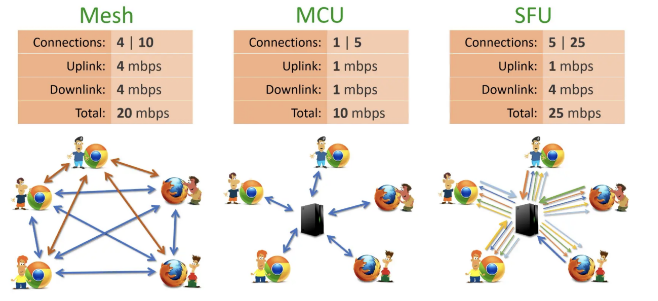 Mesh
Connections: 4 | 10
Uplink: 4 mbps
Downlink: 4 mbps
Total: 20 mbps
MCU
Connections: 1 | 5
Uplink: 1 mbps
Downlink: 1 mbps
Total: 10 mbps
SFU
Connections: 5 | 25
Uplink: 1 mbps
Downlink: 4 mbps
Total: 25 mbps